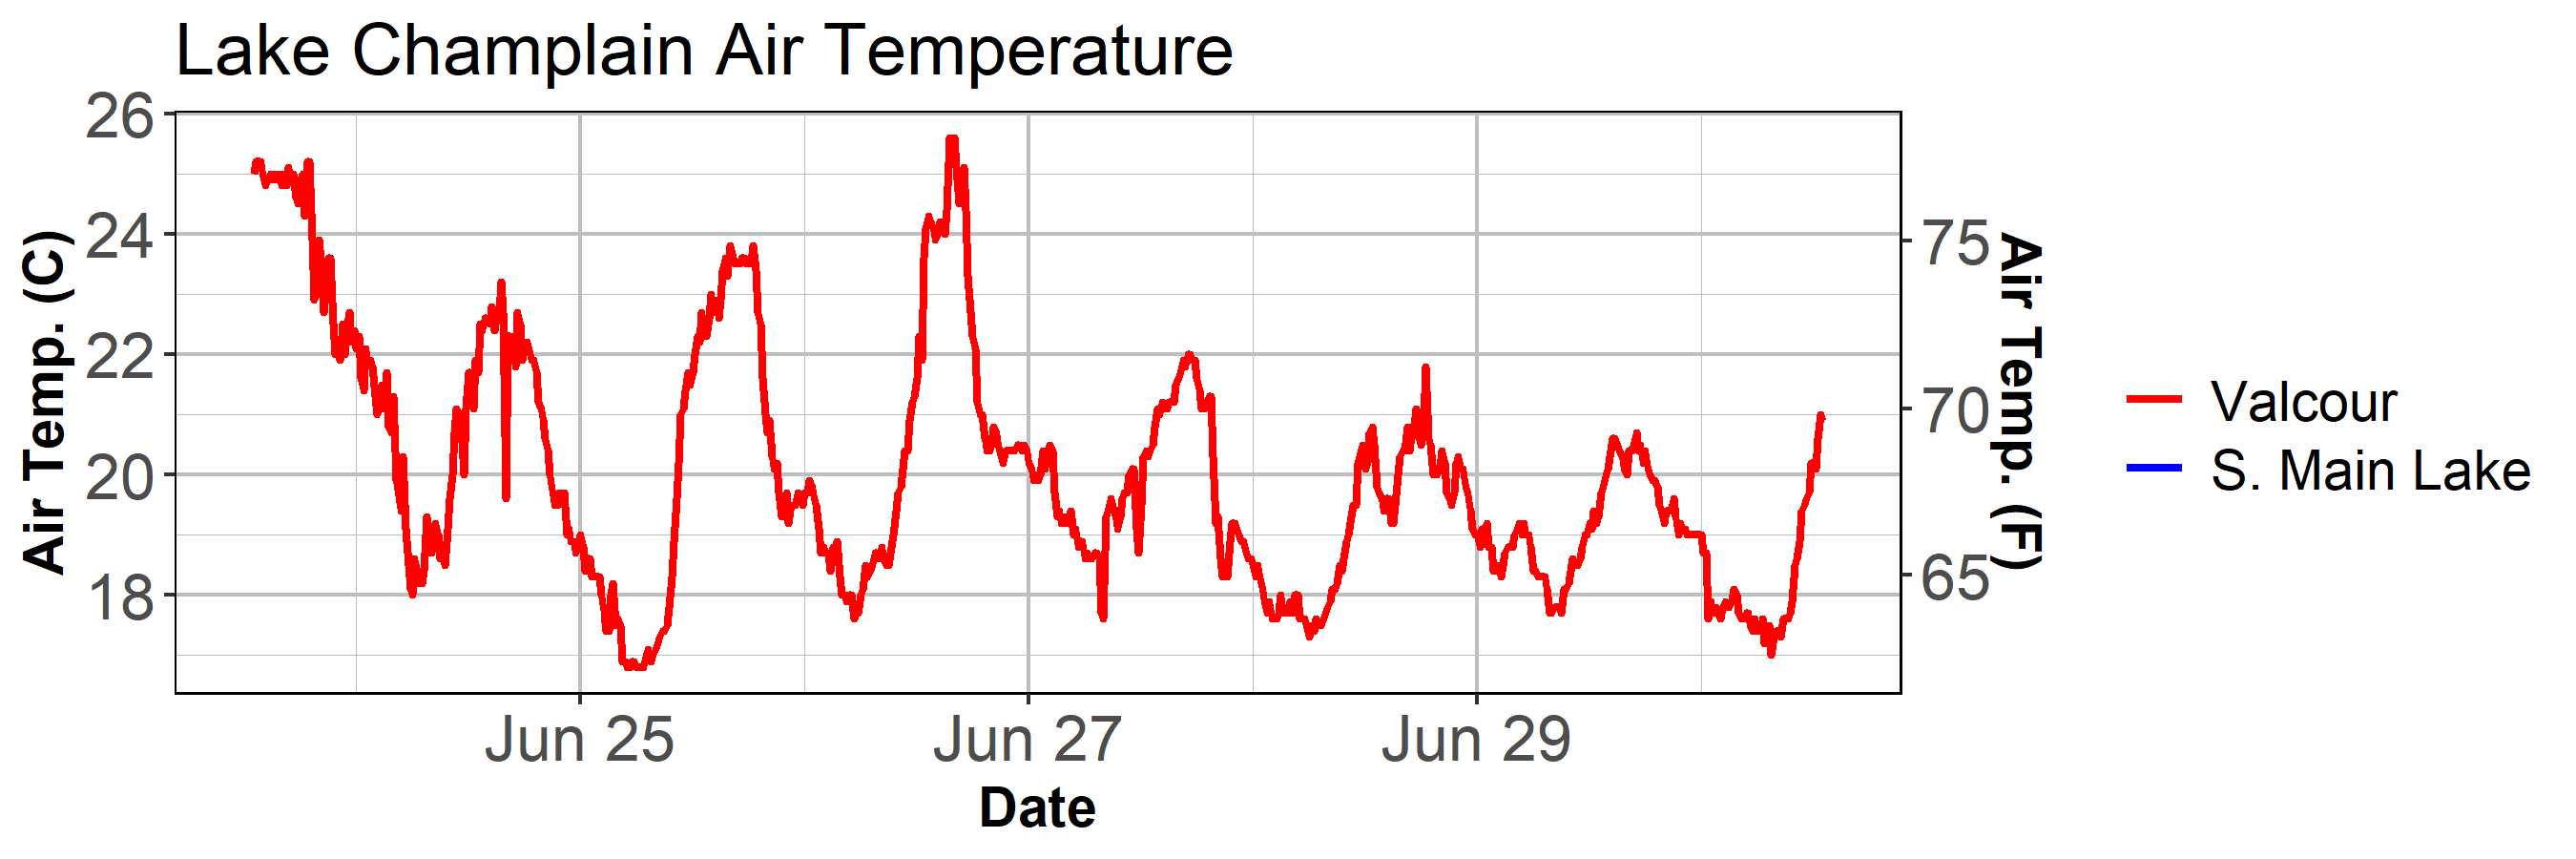 Lake Champlain Air Temperature
Air Temp. (C)
26
24
22
20
18
75
70
65
Air Temp. (F)
Jun 25
Jun 27
Jun 29
Date
Valcour
S. Main Lake